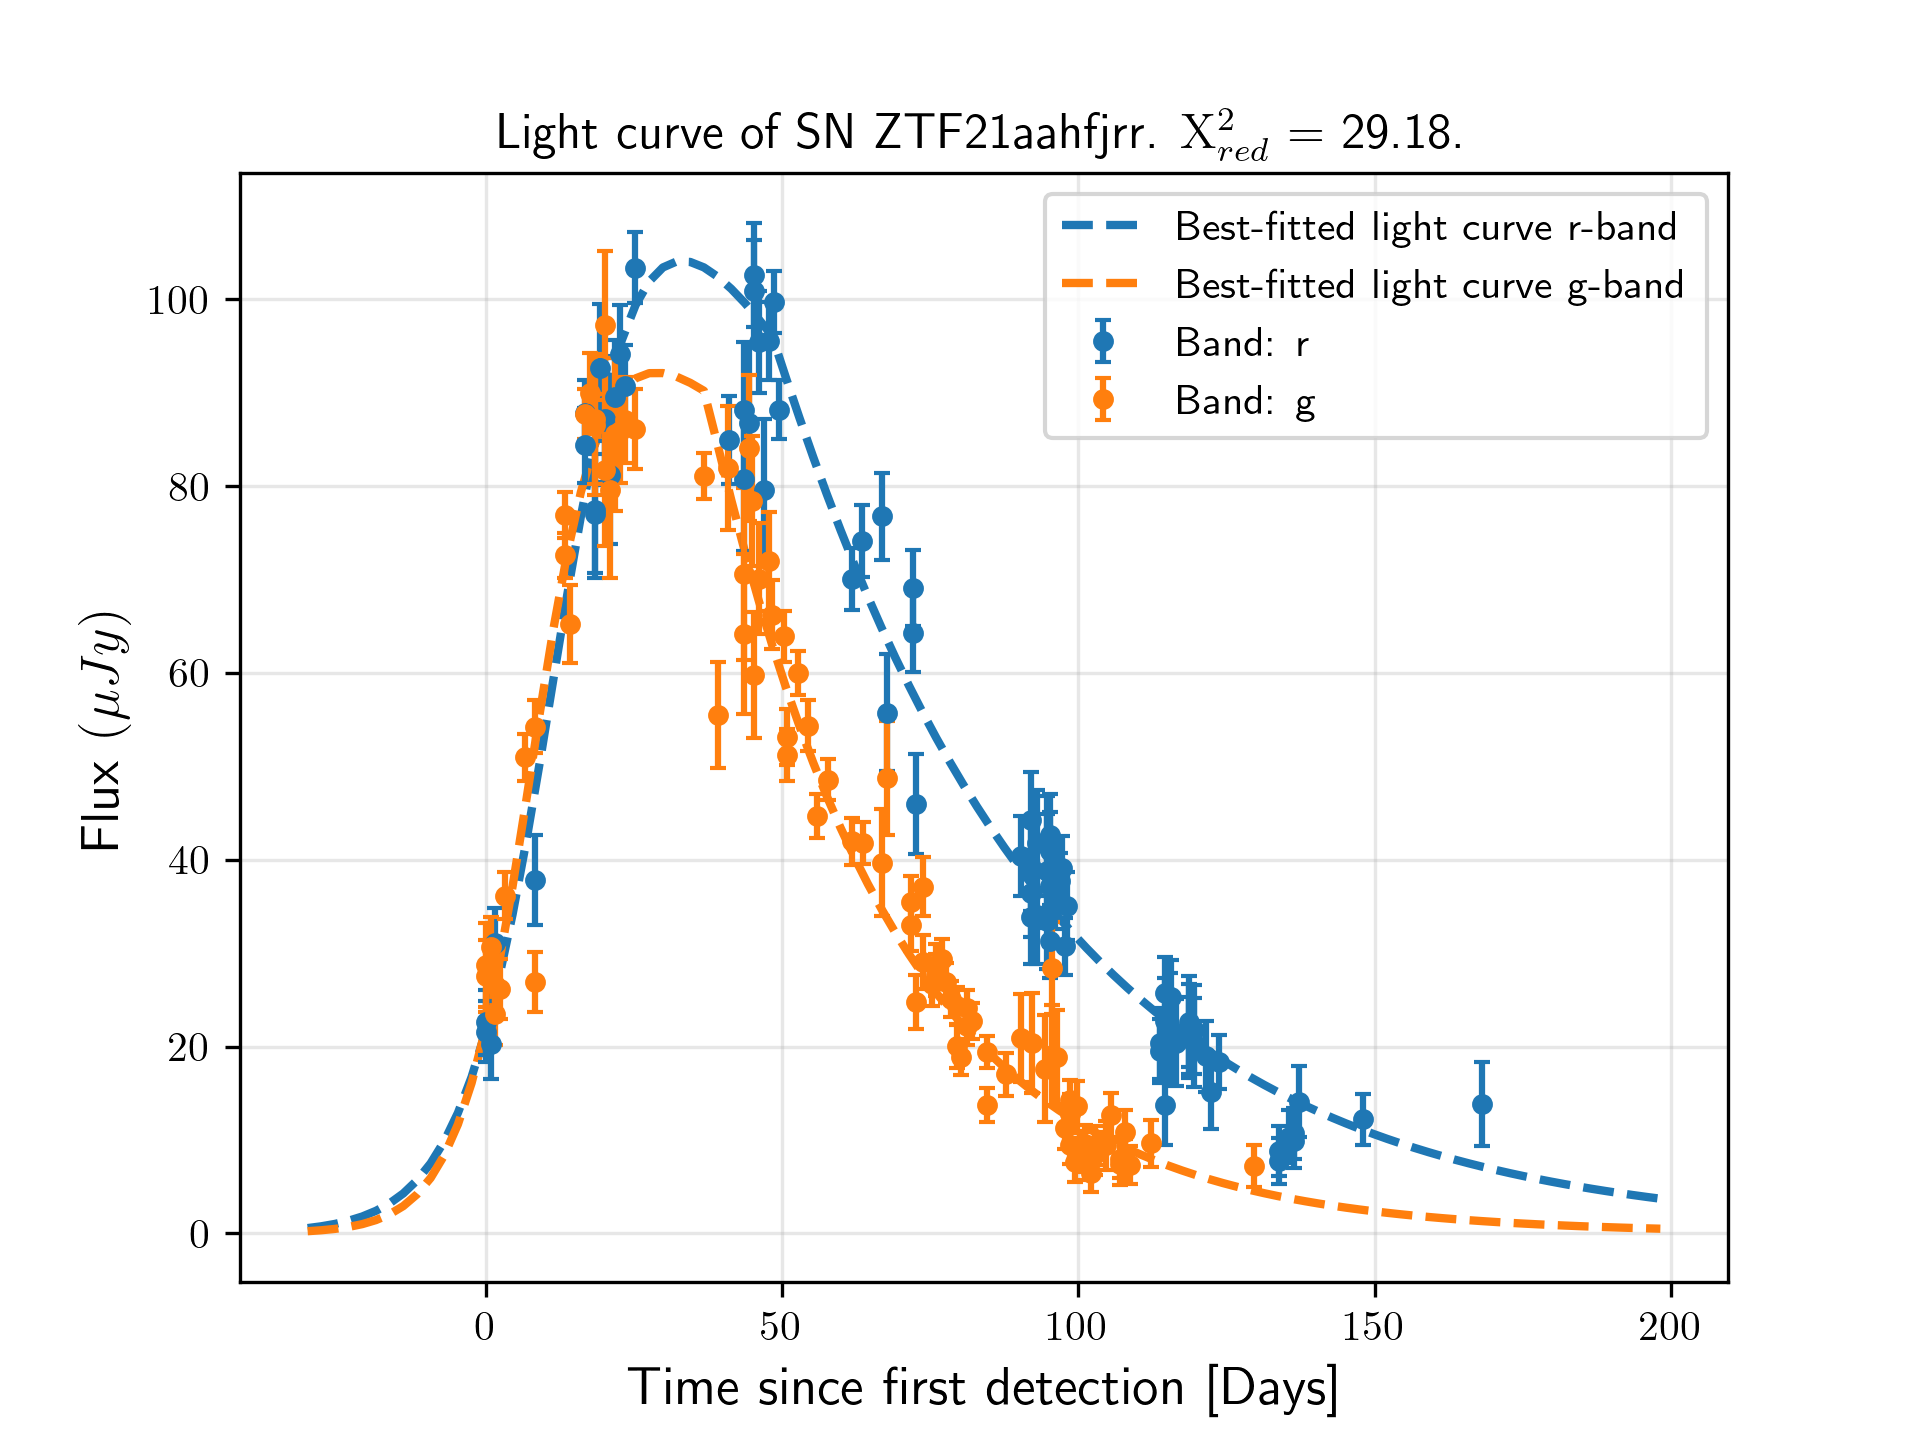 Light curve of SN ZTF21aahfjrr. X²red = 29.18.
Best-fitted light curve r-band
Best-fitted light curve g-band
Band: r
Band: g
100
80
60
40
20
0
Flux (μJy)
0 50 100 150 200
Time since first detection [Days]